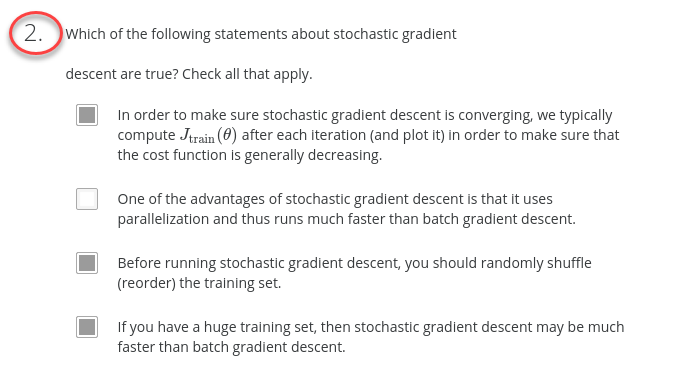 2. Which of the following statements about stochastic gradient
descent are true? Check all that apply.
In order to make sure stochastic gradient descent is converging, we typically
compute J_train(θ) after each iteration (and plot it) in order to make sure that
the cost function is generally decreasing.
One of the advantages of stochastic gradient descent is that it uses
parallelization and thus runs much faster than batch gradient descent.
Before running stochastic gradient descent, you should randomly shuffle
(reorder) the training set.
If you have a huge training set, then stochastic gradient descent may be much
faster than batch gradient descent.